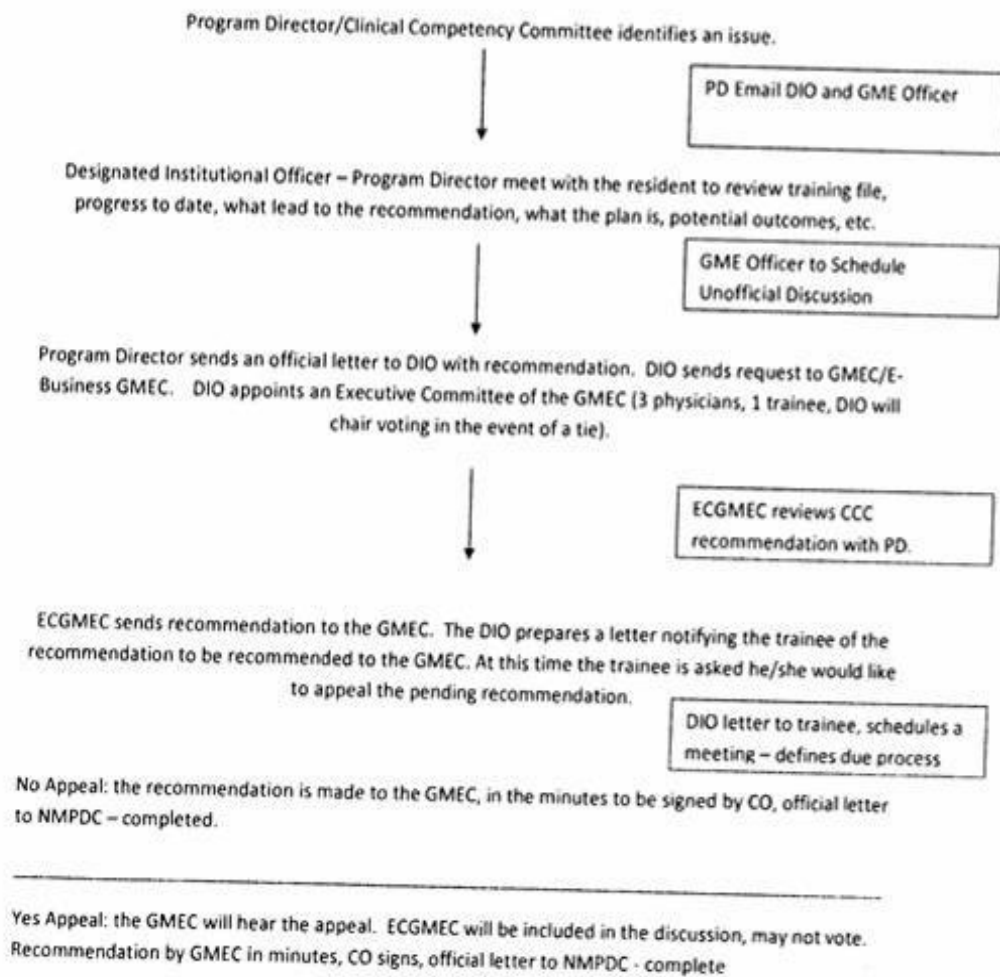 Program Director/Clinical Competency Committee identifies an issue.
PD Email DIO and GME Officer
Designated Institutional Officer – Program Director meet with the resident to review training file,
progress to date, what lead to the recommendation, what the plan is, potential outcomes, etc.
GME Officer to Schedule
Unofficial Discussion
Program Director sends an official letter to DIO with recommendation.  DIO sends request to GMEC/E-
Business GMEC.   DIO appoints an Executive Committee of the GMEC (3 physicians, 1 trainee, DIO will
chair voting in the event of a tie).
ECGMEC reviews CCC
recommendation with PD.
ECGMEC sends recommendation to the GMEC.  The DIO prepares a letter notifying the trainee of the
recommendation to be recommended to the GMEC. At this time the trainee is asked he/she would like
to appeal the pending recommendation.
DIO letter to trainee, schedules a
meeting – defines due process
No Appeal: the recommendation is made to the GMEC, in the minutes to be signed by CO, official letter
to NMPDC – completed.
Yes Appeal: the GMEC will hear the appeal.  ECGMEC will be included in the discussion, may not vote.
Recommendation by GMEC in minutes, CO signs, official letter to NMPDC - complete